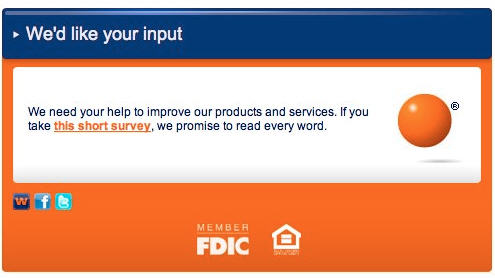 We'd like your input
We need your help to improve our products and services. If you
take this short survey, we promise to read every word.
®
w f t
MEMBER
FDIC